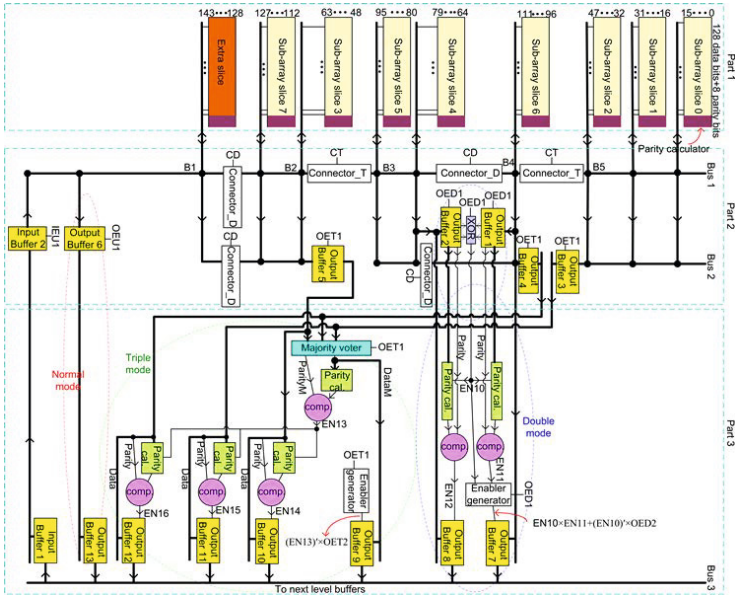 143•••128
127•••112
63•••48
95•••80
79•••64
111•••96
47•••32
31•••16
15•••0
Extra slice
Sub-array slice 7
Sub-array slice 3
Sub-array slice 5
Sub-array slice 4
Sub-array slice 6
Sub-array slice 2
Sub-array slice 1
Sub-array slice 0
128 data bits+8 parity bits
Part 1
Parity calculator
CD
CT
CD
CT
B1
B2
B3
B4
B5
Connector_D
Connector_T
Connector_D
Connector_T
Bus 1
Input Buffer 2
IEU1
Output Buffer 6
OEU1
CD
Connector_D
OET1
Output Buffer 5
OED1
OED1
OED1
Output Buffer 2
XOR
Output Buffer 1
CD
Connector_D
OET1
Output Buffer 4
OET1
Output Buffer 3
Bus 2
Part 2
Normal mode
Triple mode
Double mode
Majority voter
OET1
ParityM
Parity cal.
DataM
comp.
EN13
Parity
Parity
Parity cal.
EN10
Parity cal.
Parity
Data
Parity cal.
Parity
Data
Parity cal.
Parity
Data
Parity cal.
comp.
EN16
comp.
EN15
comp.
EN14
OET1
Enabler generator
(EN13)'×OET2
comp.
EN12
comp.
EN11
Enabler generator
OED1
EN10×EN11+(EN10)'×OED2
Part 3
Input Buffer 1
Output Buffer 13
Output Buffer 12
Output Buffer 11
Output Buffer 10
Output Buffer 9
Output Buffer 8
Output Buffer 7
Bus 3
To next level buffers